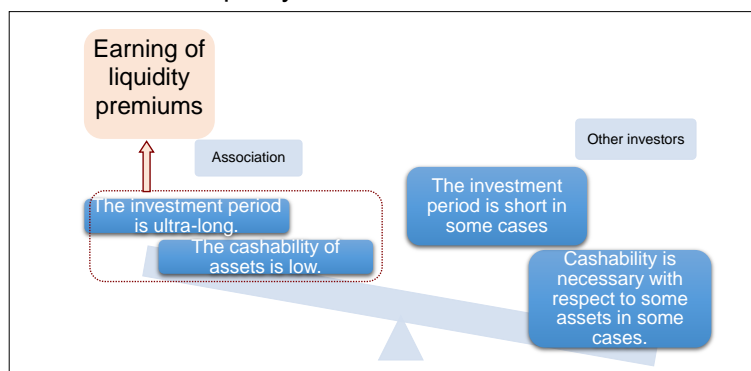 Earning of
liquidity
premiums
Association
The investment period
is ultra-long.
The cashability of
assets is low.
Other investors
The investment
period is short in
some cases
Cashability is
necessary with
respect to some
assets in some
cases.